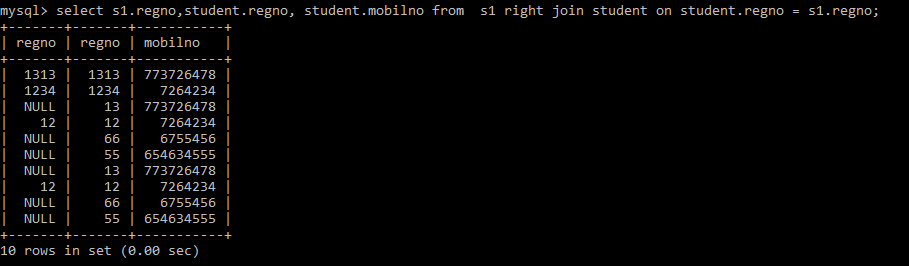 mysql> select s1.regno,student.regno, student.mobilno from  s1 right join student on student.regno = s1.regno;
+-------+-------+-----------+
| regno | regno | mobilno   |
+-------+-------+-----------+
|  1313 |  1313 | 773726478 |
|  1234 |  1234 |   7264234 |
|  NULL |    13 | 773726478 |
|    12 |    12 |   7264234 |
|  NULL |    66 |   6755456 |
|  NULL |    55 | 654634555 |
|  NULL |    13 | 773726478 |
|    12 |    12 |   7264234 |
|  NULL |    66 |   6755456 |
|  NULL |    55 | 654634555 |
+-------+-------+-----------+
10 rows in set (0.00 sec)